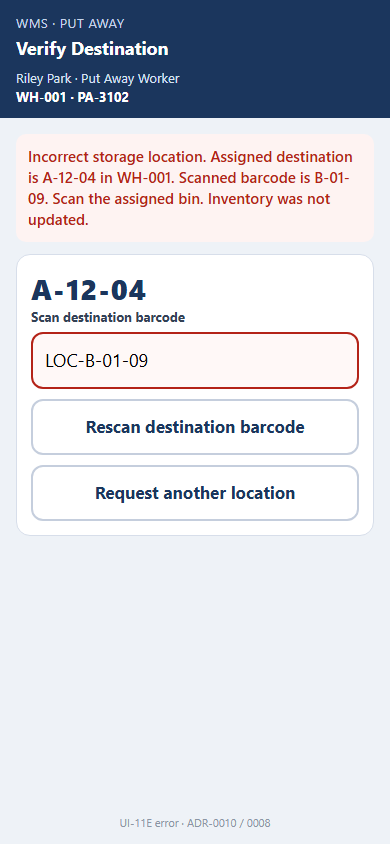 WMS · PUT AWAY
Verify Destination
Riley Park · Put Away Worker
WH-001 · PA-3102
Incorrect storage location. Assigned destination
is A-12-04 in WH-001. Scanned barcode is B-01-
09. Scan the assigned bin. Inventory was not
updated.
A-12-04
Scan destination barcode
LOC-B-01-09
Rescan destination barcode
Request another location
UI-11E error · ADR-0010 / 0008